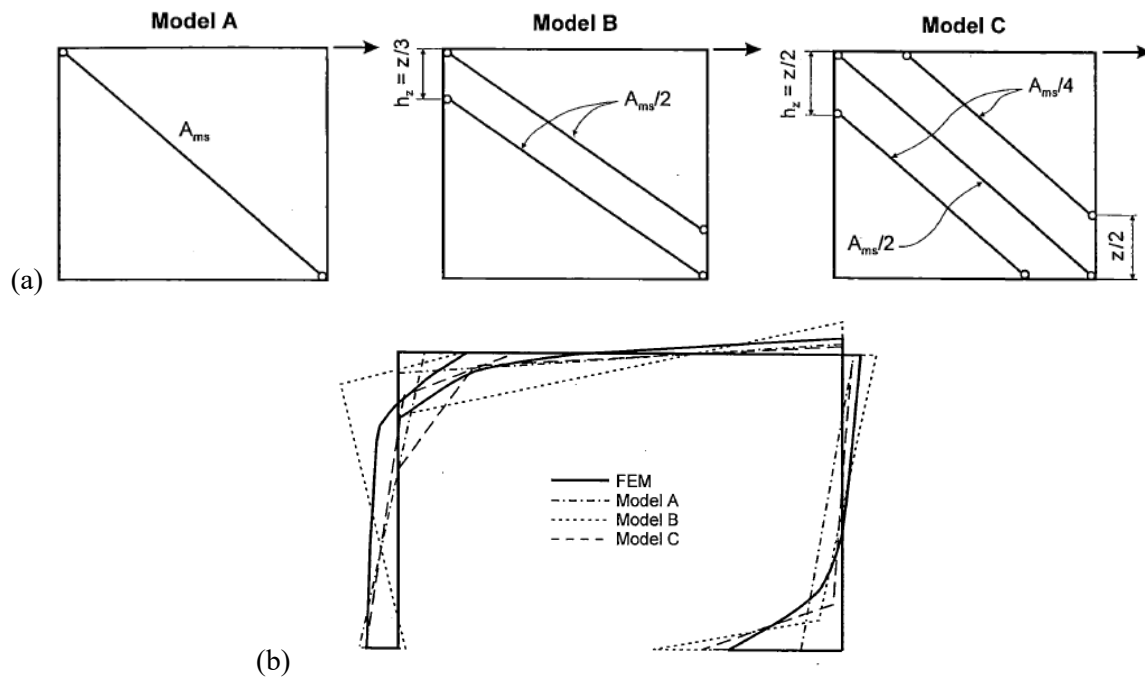 Model A
Model B
Model C
A_ms
h_z = z/3
A_ms/2
h_z = z/2
A_ms/4
A_ms/2
z/2
(a)
FEM
Model A
Model B
Model C
(b)